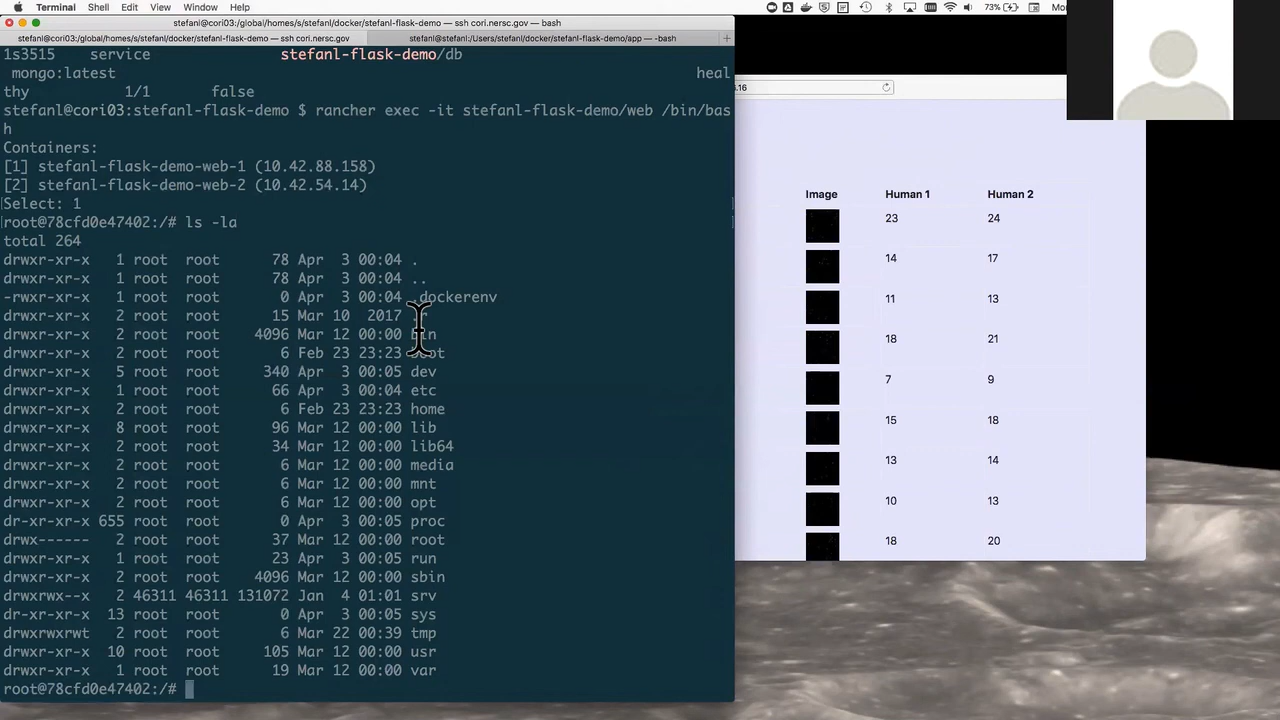 Terminal Shell Edit View Window Help 73%
stefanl@cori03:/global/homes/s/stefanl/docker/stefanl-flask-demo — ssh cori.nersc.gov — bash
stefanl@cori03:/global/homes/s/stefanl/docker/stefanl-flask-demo — ssh cori.nersc.gov
stefanl@stefanl:/Users/stefanl/docker/stefanl-flask-demo/app — -bash
1s3515 service stefanl-flask-demo/db
mongo:latest heal
thy 1/1 false
stefanl@cori03:stefanl-flask-demo $ rancher exec -it stefanl-flask-demo/web /bin/bas
h
Containers:
[1] stefanl-flask-demo-web-1 (10.42.88.158)
[2] stefanl-flask-demo-web-2 (10.42.54.14)
Select: 1
root@78cfd0e47402:/# ls -la
total 264
drwxr-xr-x 1 root root 78 Apr 3 00:04 .
drwxr-xr-x 1 root root 78 Apr 3 00:04 ..
-rwxr-xr-x 1 root root 0 Apr 3 00:04 .dockerenv
drwxr-xr-x 2 root root 15 Mar 10 2017
drwxr-xr-x 2 root root 4096 Mar 12 00:00 bin
drwxr-xr-x 2 root root 6 Feb 23 23:23 boot
drwxr-xr-x 5 root root 340 Apr 3 00:05 dev
drwxr-xr-x 1 root root 66 Apr 3 00:04 etc
drwxr-xr-x 2 root root 6 Feb 23 23:23 home
drwxr-xr-x 8 root root 96 Mar 12 00:00 lib
drwxr-xr-x 2 root root 34 Mar 12 00:00 lib64
drwxr-xr-x 2 root root 6 Mar 12 00:00 media
drwxr-xr-x 2 root root 6 Mar 12 00:00 mnt
drwxr-xr-x 2 root root 6 Mar 12 00:00 opt
dr-xr-xr-x 655 root root 0 Apr 3 00:05 proc
drwx------ 2 root root 37 Mar 12 00:00 root
drwxr-xr-x 1 root root 23 Apr 3 00:05 run
drwxr-xr-x 2 root root 4096 Mar 12 00:00 sbin
drwxrwx--x 2 46311 46311 131072 Jan 4 01:01 srv
dr-xr-xr-x 13 root root 0 Apr 3 00:05 sys
drwxrwxrwt 2 root root 6 Mar 22 00:39 tmp
drwxr-xr-x 10 root root 105 Mar 12 00:00 usr
drwxr-xr-x 1 root root 19 Mar 12 00:00 var
root@78cfd0e47402:/#
Image Human 1 Human 2
23 24
14 17
11 13
18 21
7 9
15 18
13 14
10 13
18 20